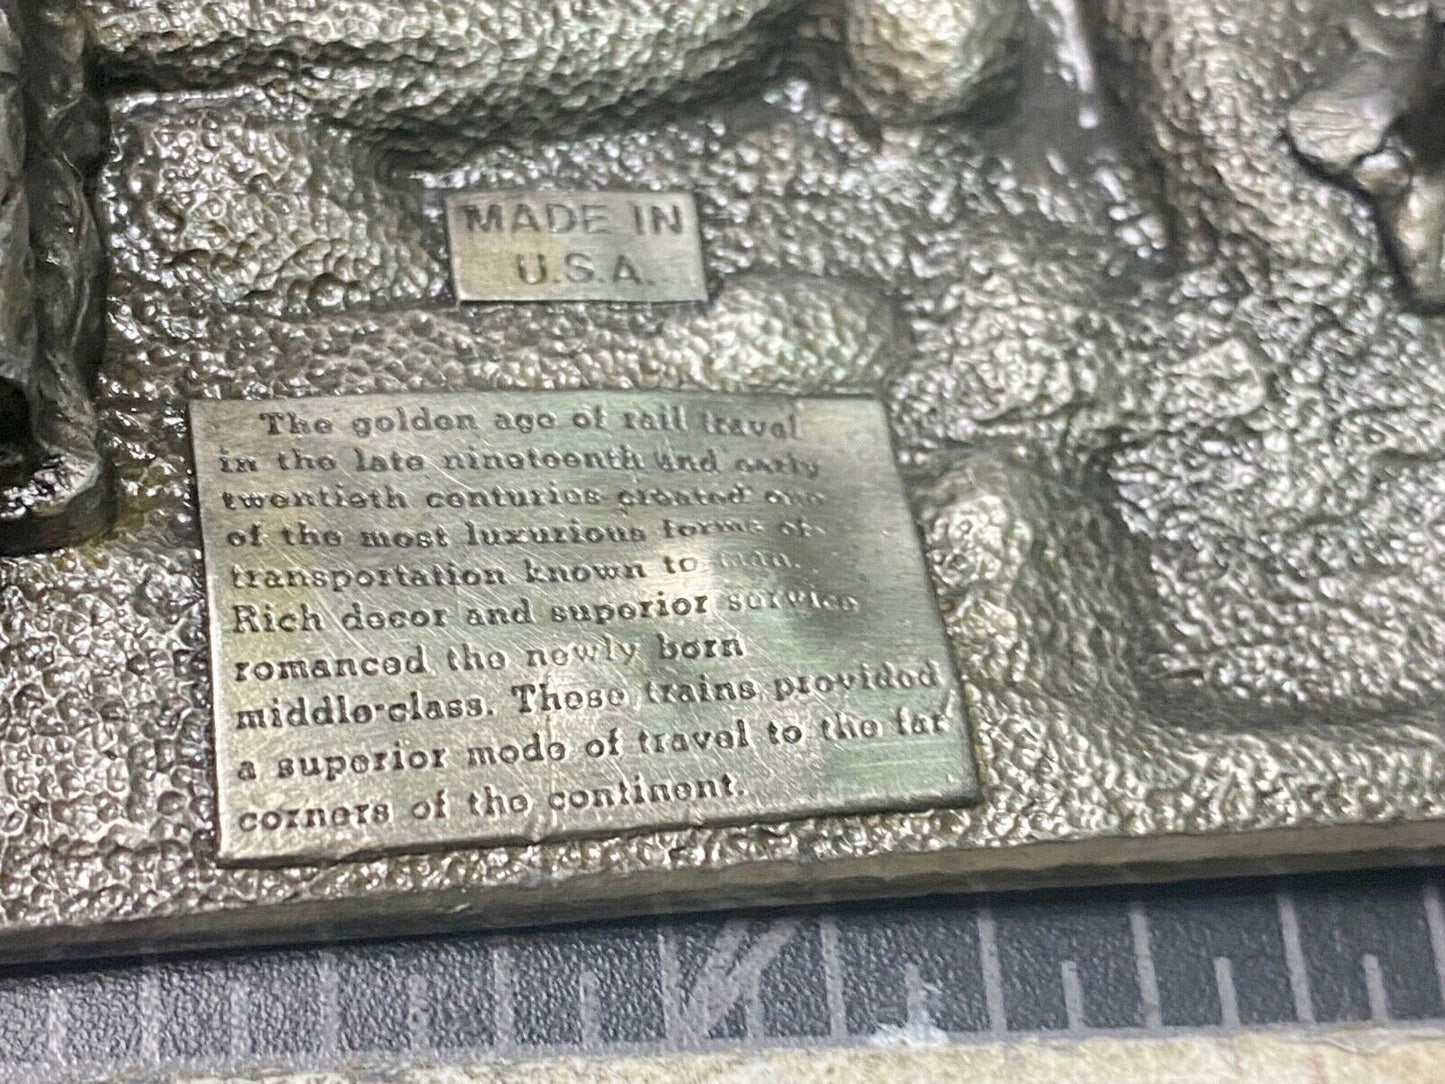 MADE IN
U.S.A.
The golden age of rail travel
in the late nineteenth and early
twentieth centuries created one
of the most luxurious forms of
transportation known to man.
Rich decor and superior service
romanced the newly born
middle-class. These trains provided
a superior mode of travel to the far
corners of the continent.